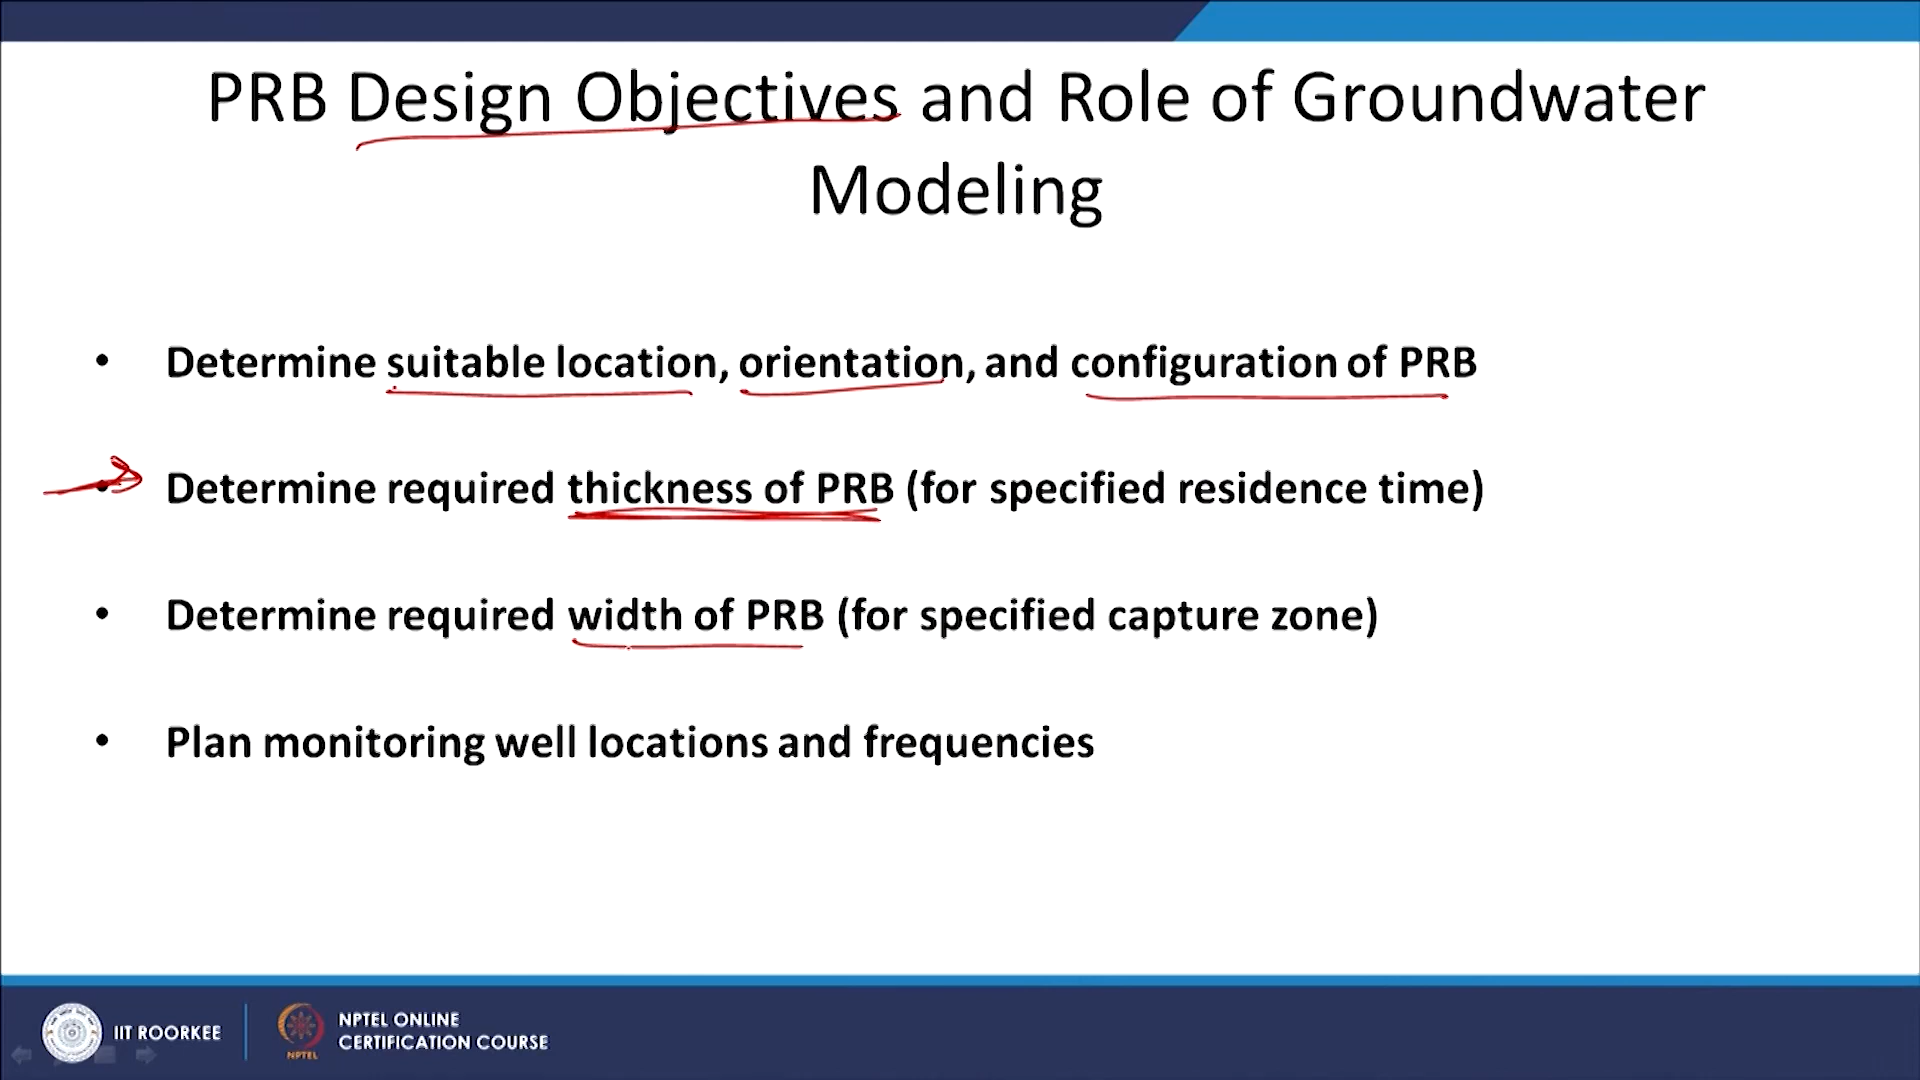 PRB Design Objectives and Role of Groundwater
Modeling
• Determine suitable location, orientation, and configuration of PRB
• Determine required thickness of PRB (for specified residence time)
• Determine required width of PRB (for specified capture zone)
• Plan monitoring well locations and frequencies
IIT ROORKEE
NPTEL
NPTEL ONLINE
CERTIFICATION COURSE